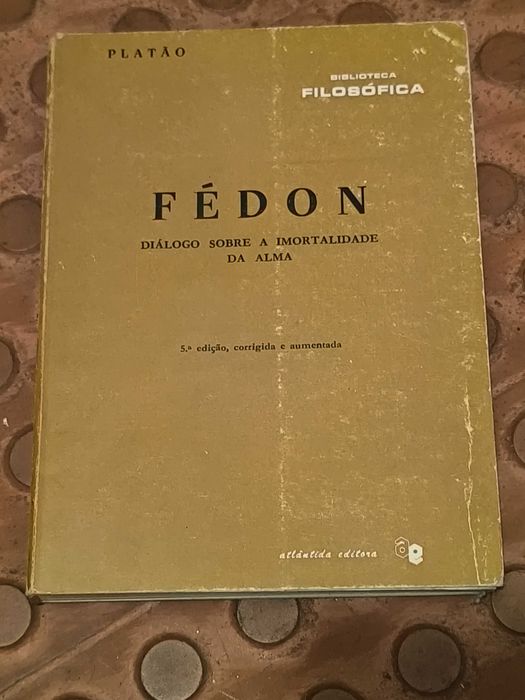 PLATÃO
BIBLIOTECA
FILOSÓFICA
FÉDON
DIÁLOGO SOBRE A IMORTALIDADE
DA ALMA
5.ª edição, corrigida e aumentada
atlântida editora